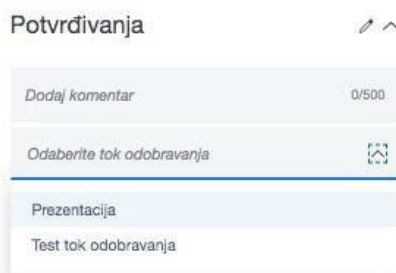 Potvrđivanja
Dodaj komentar 0/500
Odaberite tok odobravanja
Prezentacija
Test tok odobravanja